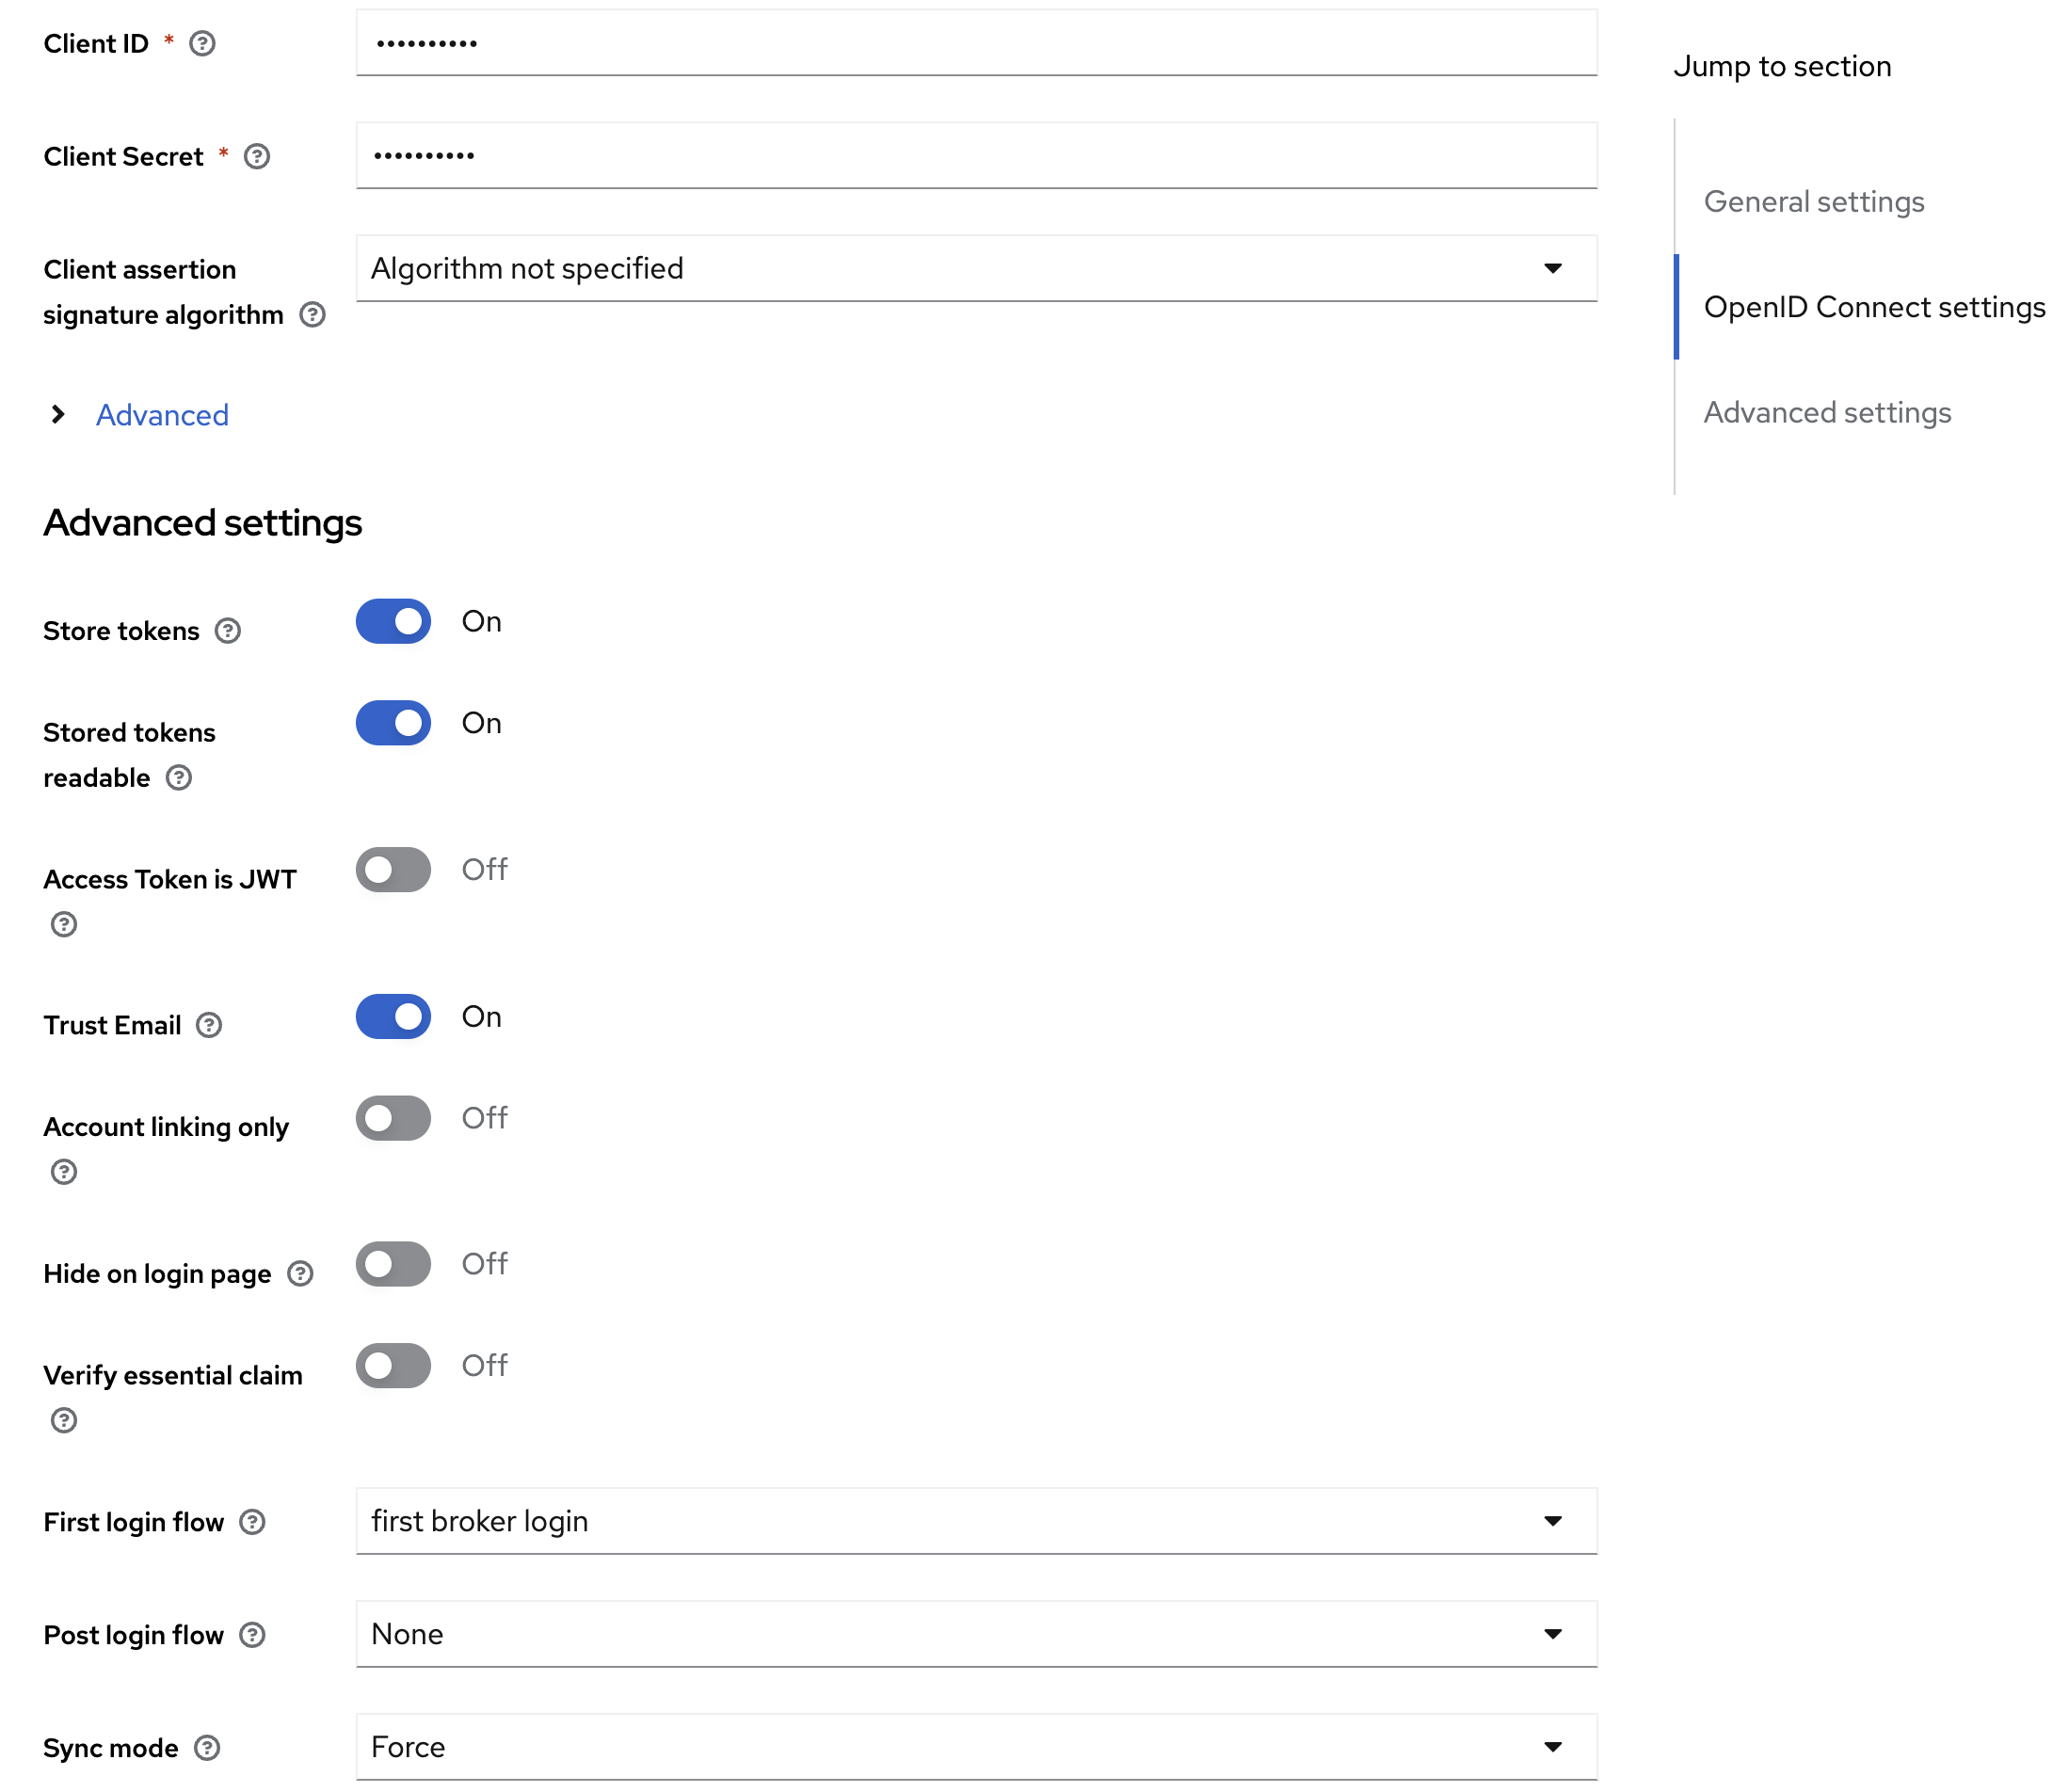 Client ID *
••••••••••
Client Secret *
••••••••••
Client assertion
signature algorithm
Algorithm not specified
Advanced
Advanced settings
Store tokens
On
Stored tokens
readable
On
Access Token is JWT
Off
Trust Email
On
Account linking only
Off
Hide on login page
Off
Verify essential claim
Off
First login flow
first broker login
Post login flow
None
Sync mode
Force
Jump to section
General settings
OpenID Connect settings
Advanced settings